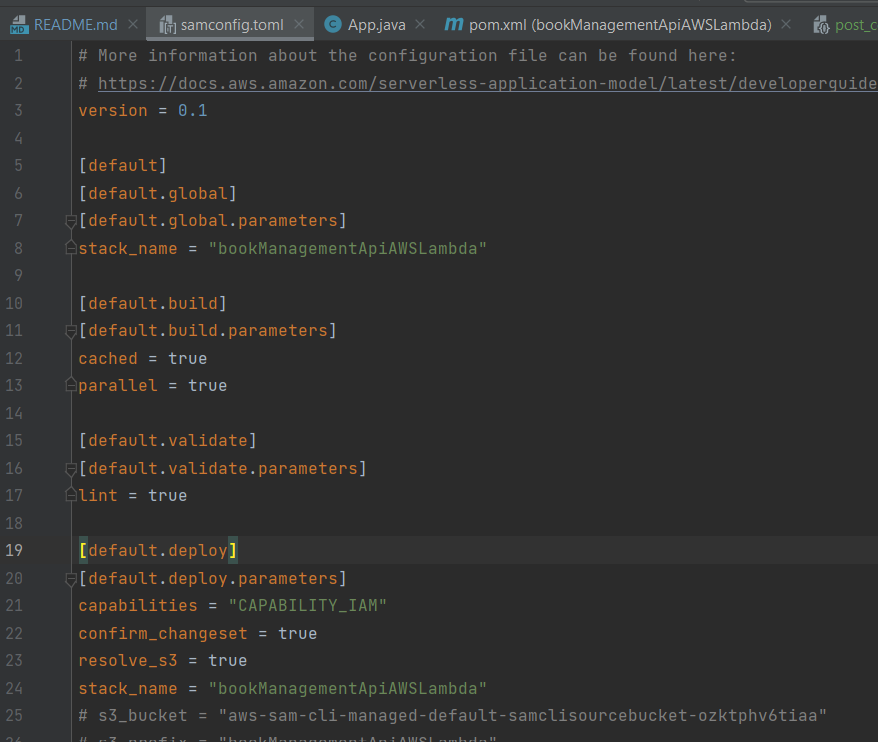 README.md samconfig.toml App.java pom.xml (bookManagementApiAWSLambda) post_c
1 # More information about the configuration file can be found here:
2 # https://docs.aws.amazon.com/serverless-application-model/latest/developerguide
3 version = 0.1
4
5 [default]
6 [default.global]
7 [default.global.parameters]
8 stack_name = "bookManagementApiAWSLambda"
9
10 [default.build]
11 [default.build.parameters]
12 cached = true
13 parallel = true
14
15 [default.validate]
16 [default.validate.parameters]
17 lint = true
18
19 [default.deploy]
20 [default.deploy.parameters]
21 capabilities = "CAPABILITY_IAM"
22 confirm_changeset = true
23 resolve_s3 = true
24 stack_name = "bookManagementApiAWSLambda"
25 # s3_bucket = "aws-sam-cli-managed-default-samclisourcebucket-ozktphv6tiaa"
26 # s3_prefix = "bookManagementApiAWSLambda"